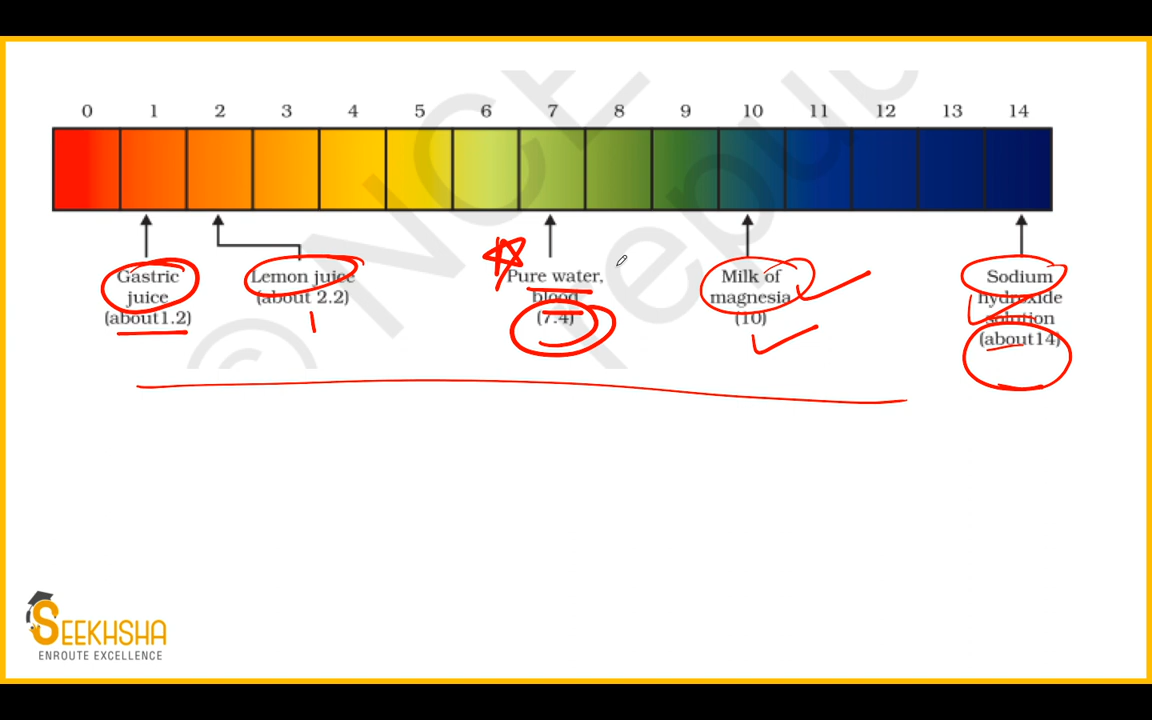 0 1 2 3 4 5 6 7 8 9 10 11 12 13 14
Gastric
juice
(about1.2)
Lemon juice
(about 2.2)
Pure water,
blood
(7.4)
Milk of
magnesia
(10)
Sodium
hydroxide
solution
(about14)
SEEKHSHA
ENROUTE EXCELLENCE